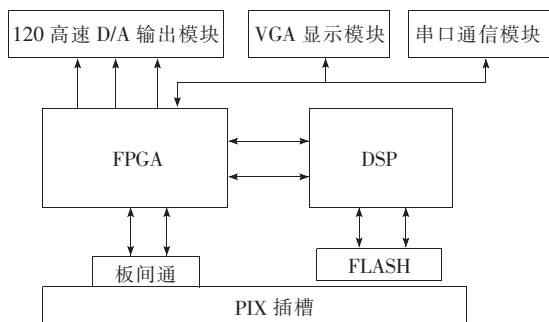 120 高速 D/A 输出模块
VGA 显示模块
串口通信模块
FPGA
DSP
板间通
FLASH
PIX 插槽